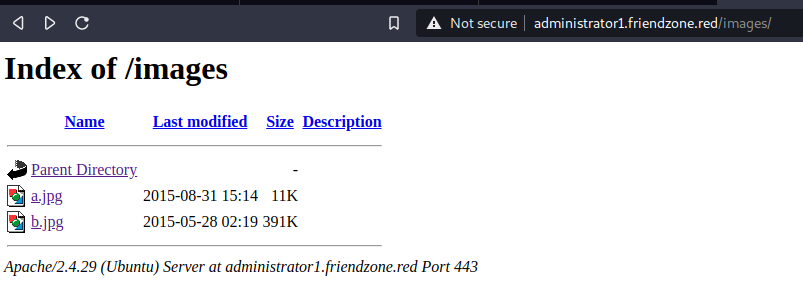 Not secure administrator1.friendzone.red/images/
Index of /images
Name Last modified Size Description
Parent Directory -
a.jpg 2015-08-31 15:14 11K
b.jpg 2015-05-28 02:19 391K
Apache/2.4.29 (Ubuntu) Server at administrator1.friendzone.red Port 443